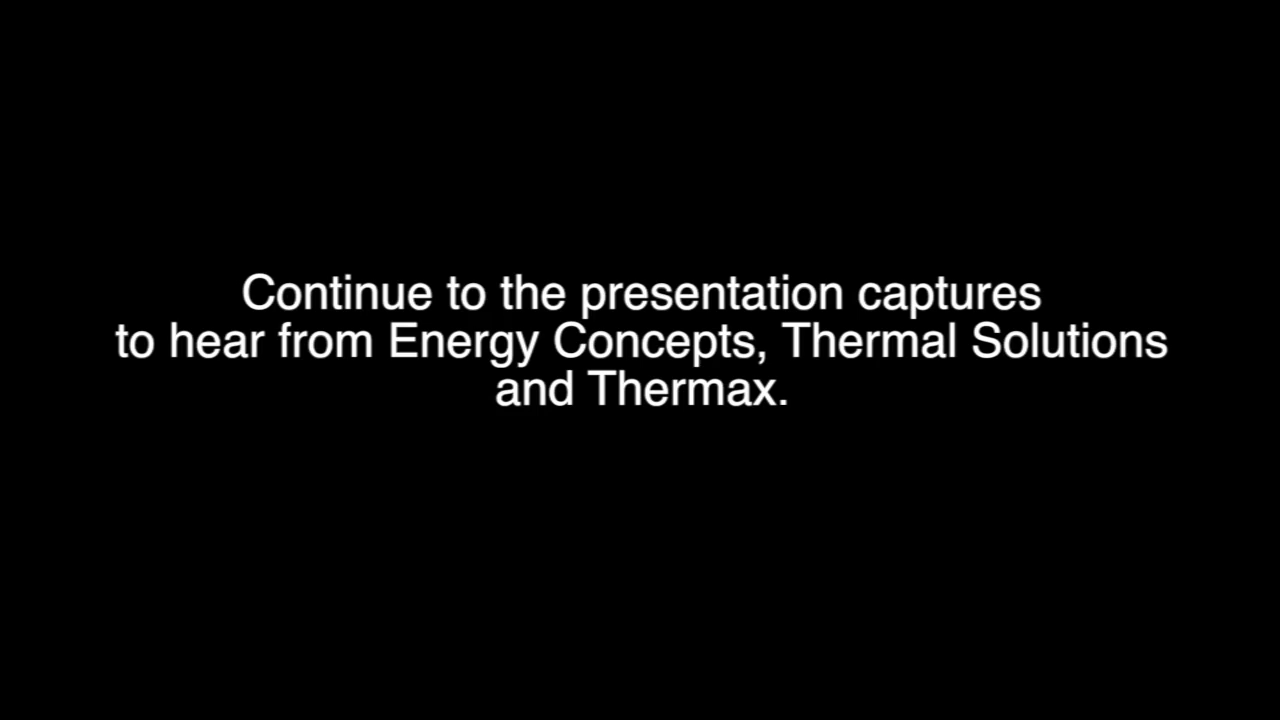 Continue to the presentation captures
to hear from Energy Concepts, Thermal Solutions
and Thermax.